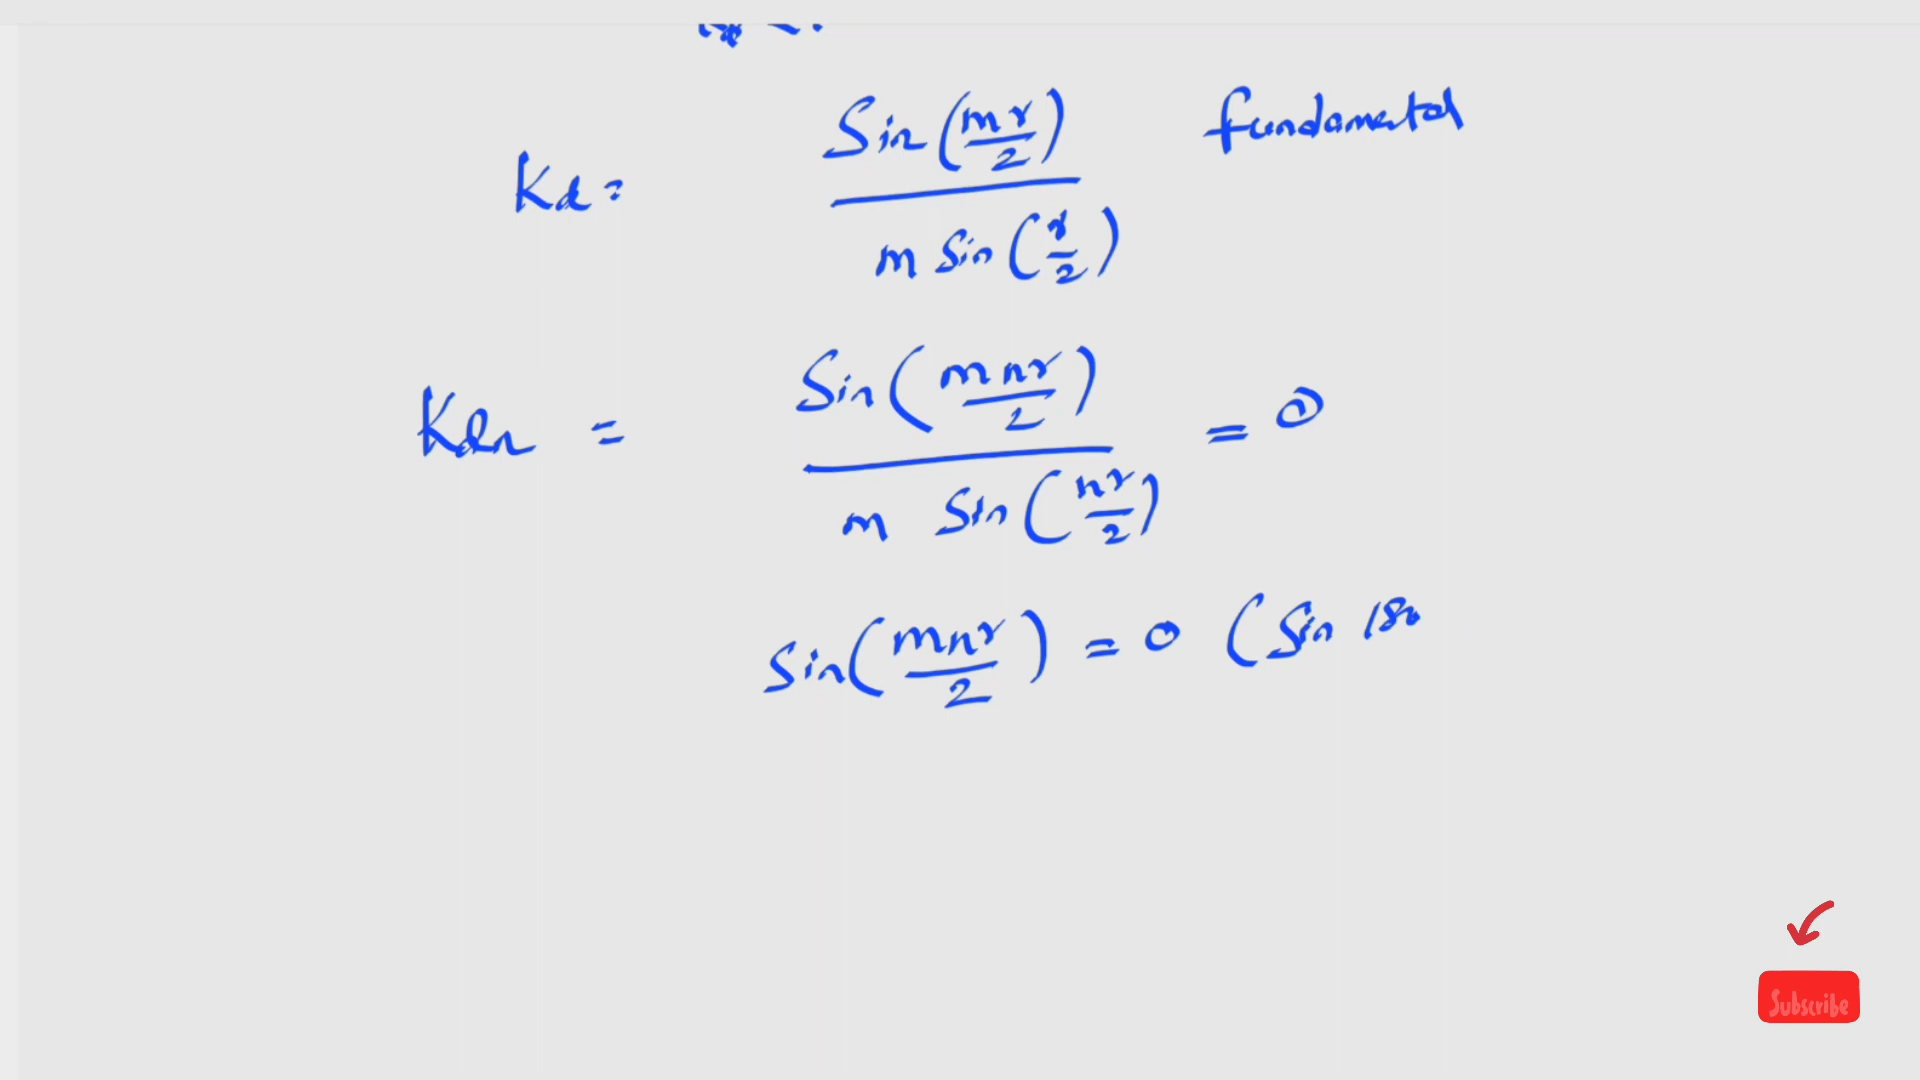 Kd = Sin(mγ/2) / m Sin(γ/2) fundamental
Kdn = Sin(mnγ/2) / m Sin(nγ/2) = 0
Sin(mnγ/2) = 0 (Sin 180
Subscribe